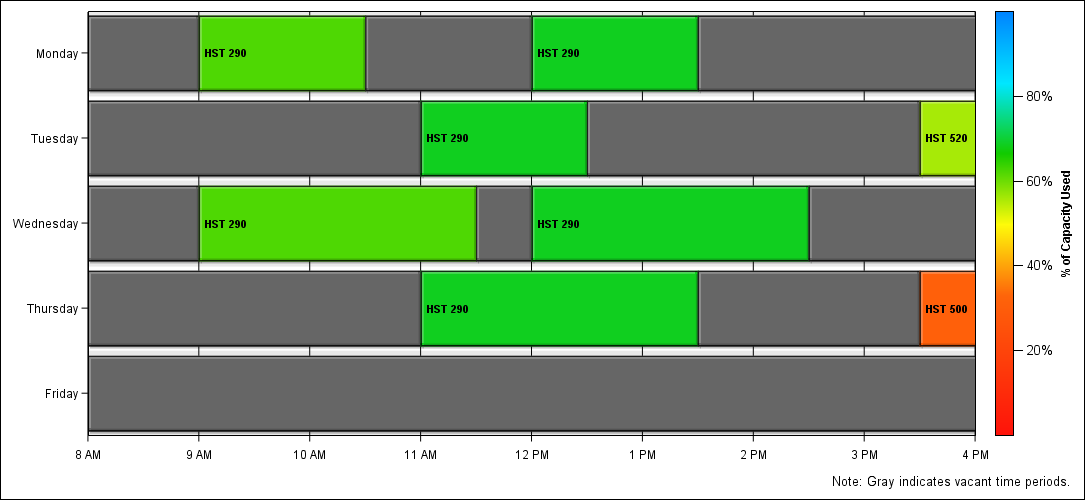 Monday
HST 290
HST 290
Tuesday
HST 290
HST 520
Wednesday
HST 290
HST 290
Thursday
HST 290
HST 500
Friday
8 AM
9 AM
10 AM
11 AM
12 PM
1 PM
2 PM
3 PM
4 PM
80%
60%
40%
20%
% of Capacity Used
Note: Gray indicates vacant time periods.